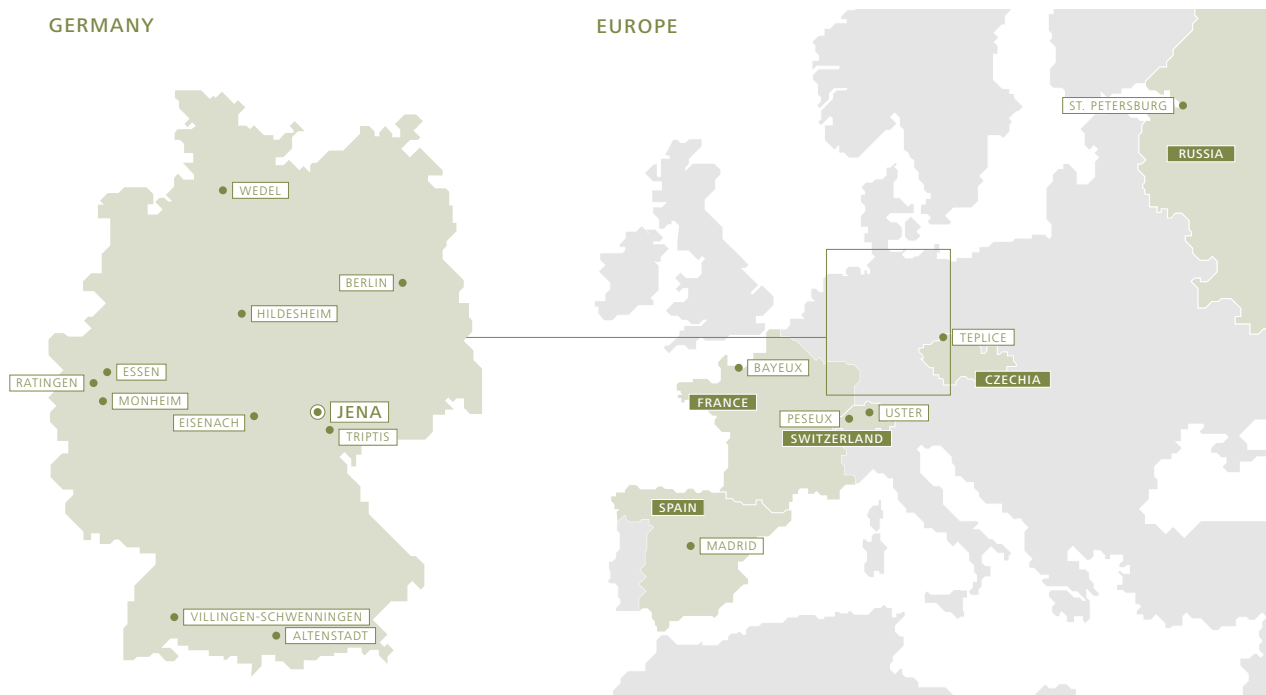 GERMANY
WEDEL
BERLIN
HILDESHEIM
ESSEN
RATINGEN
MONHEIM
JENA
EISENACH
TRIPTIS
VILLINGEN-SCHWENNINGEN
ALTENSTADT
EUROPE
ST. PETERSBURG
RUSSIA
TEPLICE
BAYEUX
CZECHIA
FRANCE
USTER
PESEUX
SWITZERLAND
SPAIN
MADRID